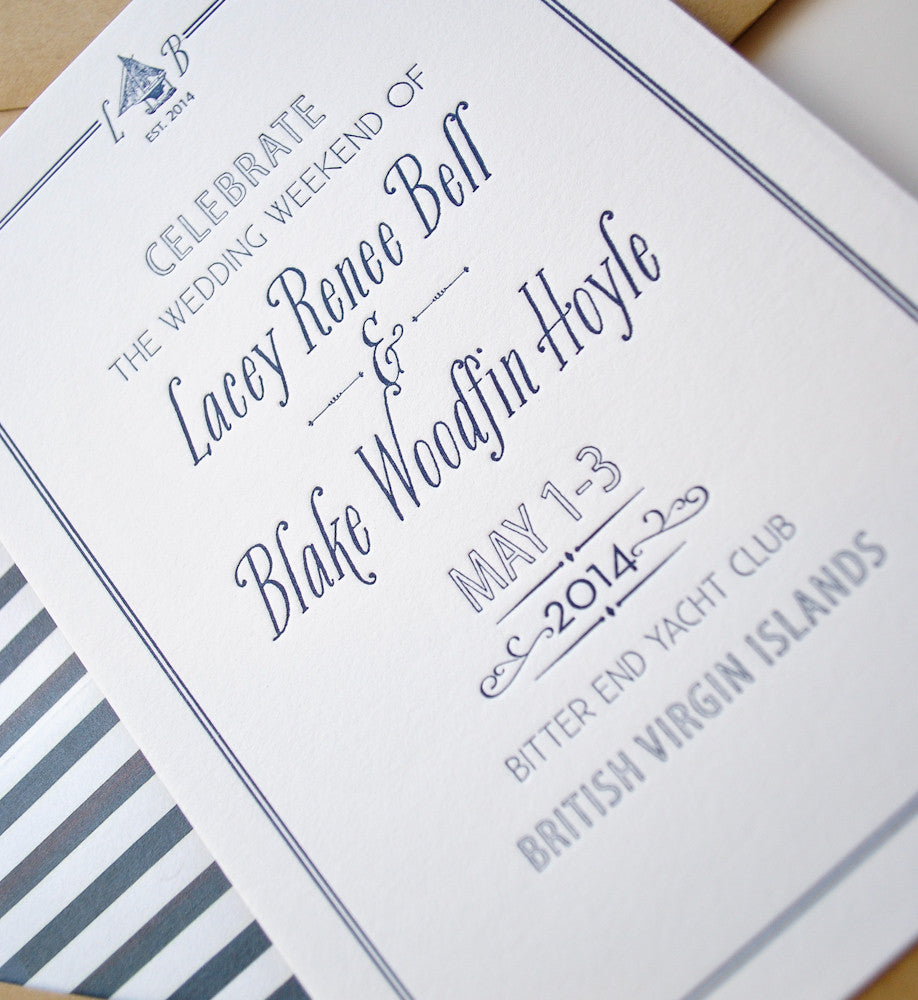 L B
EST. 2014
CELEBRATE
THE WEDDING WEEKEND OF
Lacey Renee Bell
&
Blake Woodfin Hoyle
MAY 1-3
2014
BITTER END YACHT CLUB
BRITISH VIRGIN ISLANDS